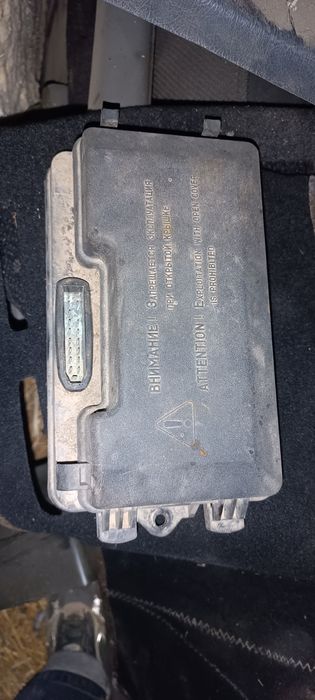 ВНИМАНИЕ! ЗАПРЕЩАЕТСЯ ЭКСПЛУАТАЦИЯ
ПРИ ОТКРЫТОЙ КРЫШКЕ
ATTENTION! EXPLOITATION WITH OPEN COVER
IS PROHIBITED